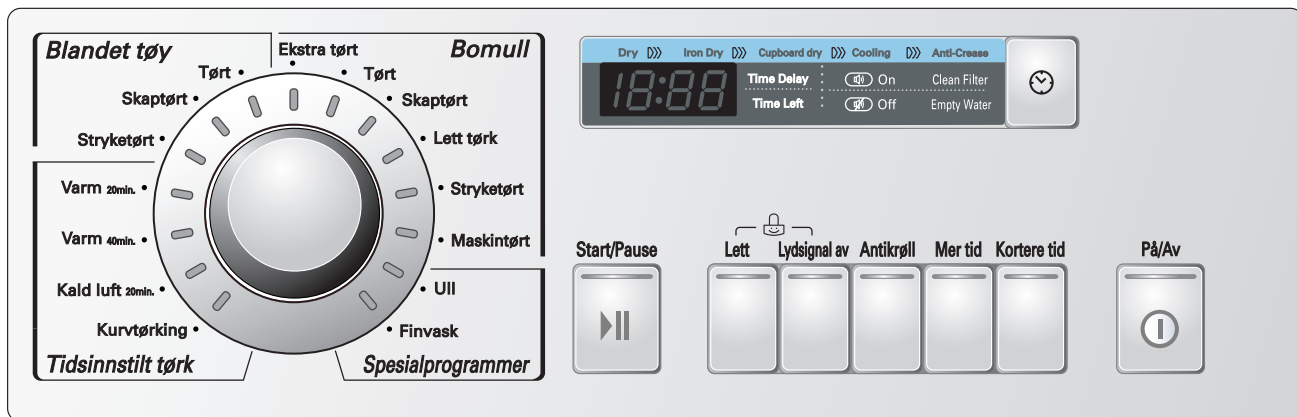 Blandet tøy
Tørt
Skaptørt
Stryketørt
Varm 20min.
Varm 40min.
Kald luft 20min.
Kurvtørking
Tidsinnstilt tørk
Bomull
Ekstra tørt
Tørt
Skaptørt
Lett tørk
Stryketørt
Maskintørt
Ull
Finvask
Spesialprogrammer
Dry Iron Dry Cupboard dry Cooling Anti-Crease
18:88
Time Delay On Clean Filter
Time Left Off Empty Water
Start/Pause Lett Lydsignal av Antikrøll Mer tid Kortere tid På/Av